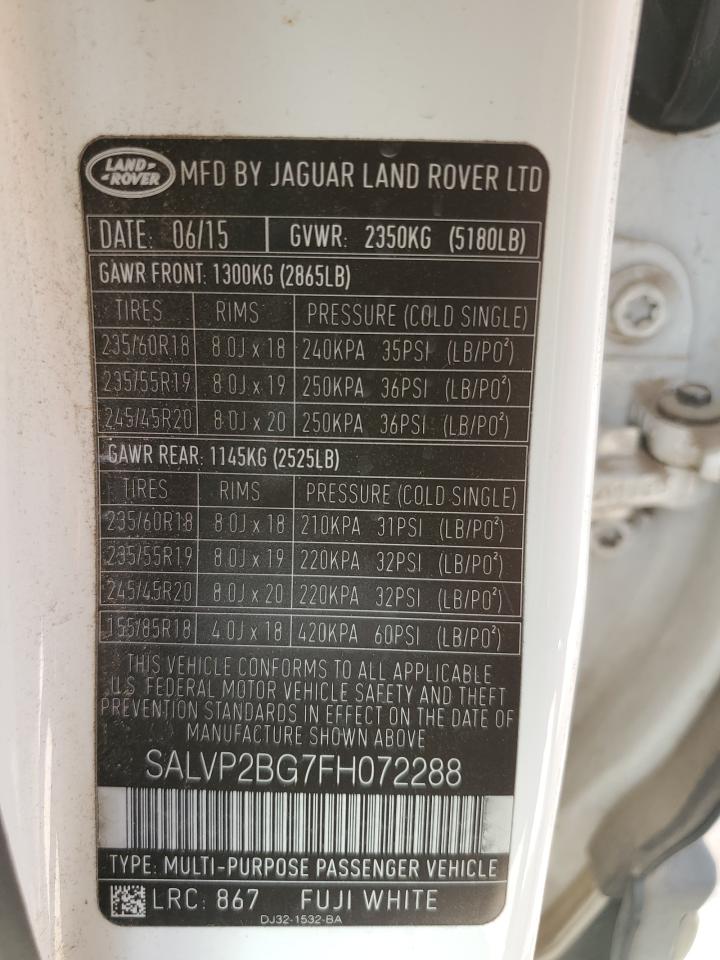 LAND ROVER MFD BY JAGUAR LAND ROVER LTD
DATE: 06/15 GVWR: 2350KG (5180LB)
GAWR FRONT: 1300KG (2865LB)
TIRES RIMS PRESSURE (COLD SINGLE)
235/60R18 8.0J x 18 240KPA 35PSI (LB/PO²)
235/55R19 8.0J x 19 250KPA 36PSI (LB/PO²)
245/45R20 8.0J x 20 250KPA 36PSI (LB/PO²)
GAWR REAR: 1145KG (2525LB)
TIRES RIMS PRESSURE (COLD SINGLE)
235/60R18 8.0J x 18 210KPA 31PSI (LB/PO²)
235/55R19 8.0J x 19 220KPA 32PSI (LB/PO²)
245/45R20 8.0J x 20 220KPA 32PSI (LB/PO²)
155/85R18 4.0J x 18 420KPA 60PSI (LB/PO²)
THIS VEHICLE CONFORMS TO ALL APPLICABLE
U.S. FEDERAL MOTOR VEHICLE SAFETY AND THEFT
PREVENTION STANDARDS IN EFFECT ON THE DATE OF
MANUFACTURE SHOWN ABOVE
SALVP2BG7FH072288
TYPE: MULTI-PURPOSE PASSENGER VEHICLE
LRC: 867 FUJI WHITE
DJ32-1532-BA